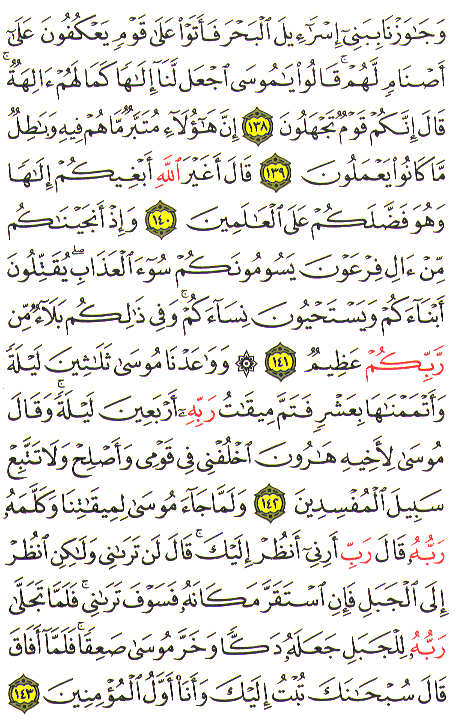 وَجَٰوَزْنَا بِبَنِىٓ إِسْرَٰٓءِيلَ ٱلْبَحْرَ فَأَتَوْا۟ عَلَىٰ قَوْمٍ يَعْكُفُونَ عَلَىٰٓ
أَصْنَامٍ لَّهُمْ ۚ قَالُوا۟ يَٰمُوسَى ٱجْعَل لَّنَآ إِلَٰهًا كَمَا لَهُمْ ءَالِهَةٌ ۚ
قَالَ إِنَّكُمْ قَوْمٌ تَجْهَلُونَ ١٣٨ إِنَّ هَٰٓؤُلَآءِ مُتَبَّرٌ مَّا هُمْ فِيهِ وَبَٰطِلٌ
مَّا كَانُوا۟ يَعْمَلُونَ ١٣٩ قَالَ أَغَيْرَ ٱللَّهِ أَبْغِيكُمْ إِلَٰهًا
وَهُوَ فَضَّلَكُمْ عَلَى ٱلْعَٰلَمِينَ ١٤٠ وَإِذْ أَنجَيْنَٰكُم
مِّنْ ءَالِ فِرْعَوْنَ يَسُومُونَكُمْ سُوٓءَ ٱلْعَذَابِ ۖ يُقَتِّلُونَ
أَبْنَآءَكُمْ وَيَسْتَحْيُونَ نِسَآءَكُمْ ۚ وَفِى ذَٰلِكُم بَلَآءٌ مِّن
رَّبِّكُمْ عَظِيمٌ ١٤١ ۞ وَوَٰعَدْنَا مُوسَىٰ ثَلَٰثِينَ لَيْلَةً
وَأَتْمَمْنَٰهَا بِعَشْرٍ فَتَمَّ مِيقَٰتُ رَبِّهِۦٓ أَرْبَعِينَ لَيْلَةً ۚ وَقَالَ
مُوسَىٰ لِأَخِيهِ هَٰرُونَ ٱخْلُفْنِى فِى قَوْمِى وَأَصْلِحْ وَلَا تَتَّبِعْ
سَبِيلَ ٱلْمُفْسِدِينَ ١٤٢ وَلَمَّا جَآءَ مُوسَىٰ لِمِيقَٰتِنَا وَكَلَّمَهُۥ
رَبُّهُۥ قَالَ رَبِّ أَرِنِىٓ أَنظُرْ إِلَيْكَ ۚ قَالَ لَن تَرَىٰنِى وَلَٰكِنِ ٱنظُرْ
إِلَى ٱلْجَبَلِ فَإِنِ ٱسْتَقَرَّ مَكَانَهُۥ فَسَوْفَ تَرَىٰنِى ۚ فَلَمَّا تَجَلَّىٰ
رَبُّهُۥ لِلْجَبَلِ جَعَلَهُۥ دَكًّا وَخَرَّ مُوسَىٰ صَعِقًا ۚ فَلَمَّآ أَفَاقَ
قَالَ سُبْحَٰنَكَ تُبْتُ إِلَيْكَ وَأَنَا۠ أَوَّلُ ٱلْمُؤْمِنِينَ ١٤٣